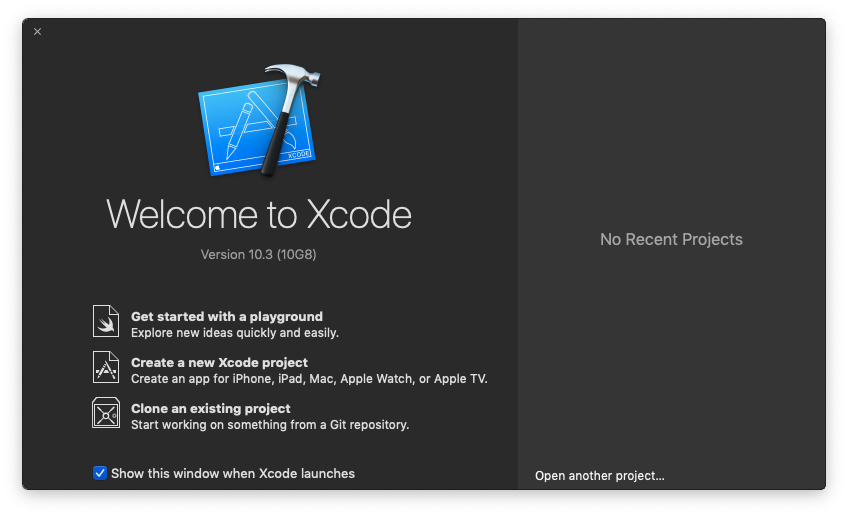 XCODE
Welcome to Xcode
Version 10.3 (10G8)
Get started with a playground
Explore new ideas quickly and easily.
Create a new Xcode project
Create an app for iPhone, iPad, Mac, Apple Watch, or Apple TV.
Clone an existing project
Start working on something from a Git repository.
Show this window when Xcode launches
No Recent Projects
Open another project...